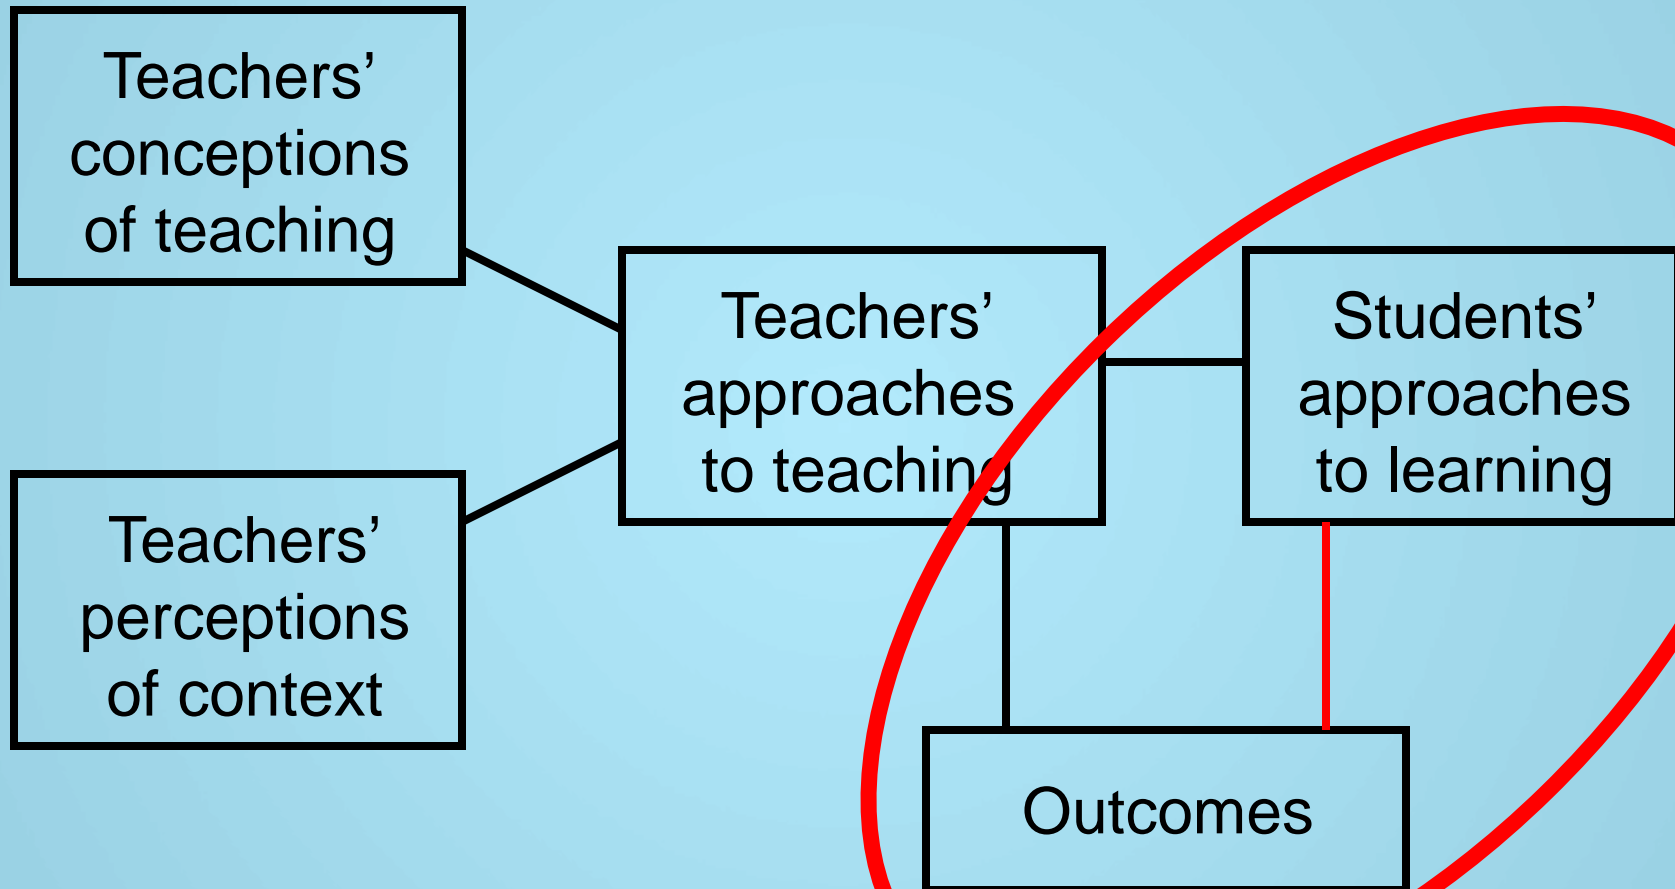 Teachers’
conceptions
of teaching
Teachers’
approaches
to teaching
Students’
approaches
to learning
Teachers’
perceptions
of context
Outcomes